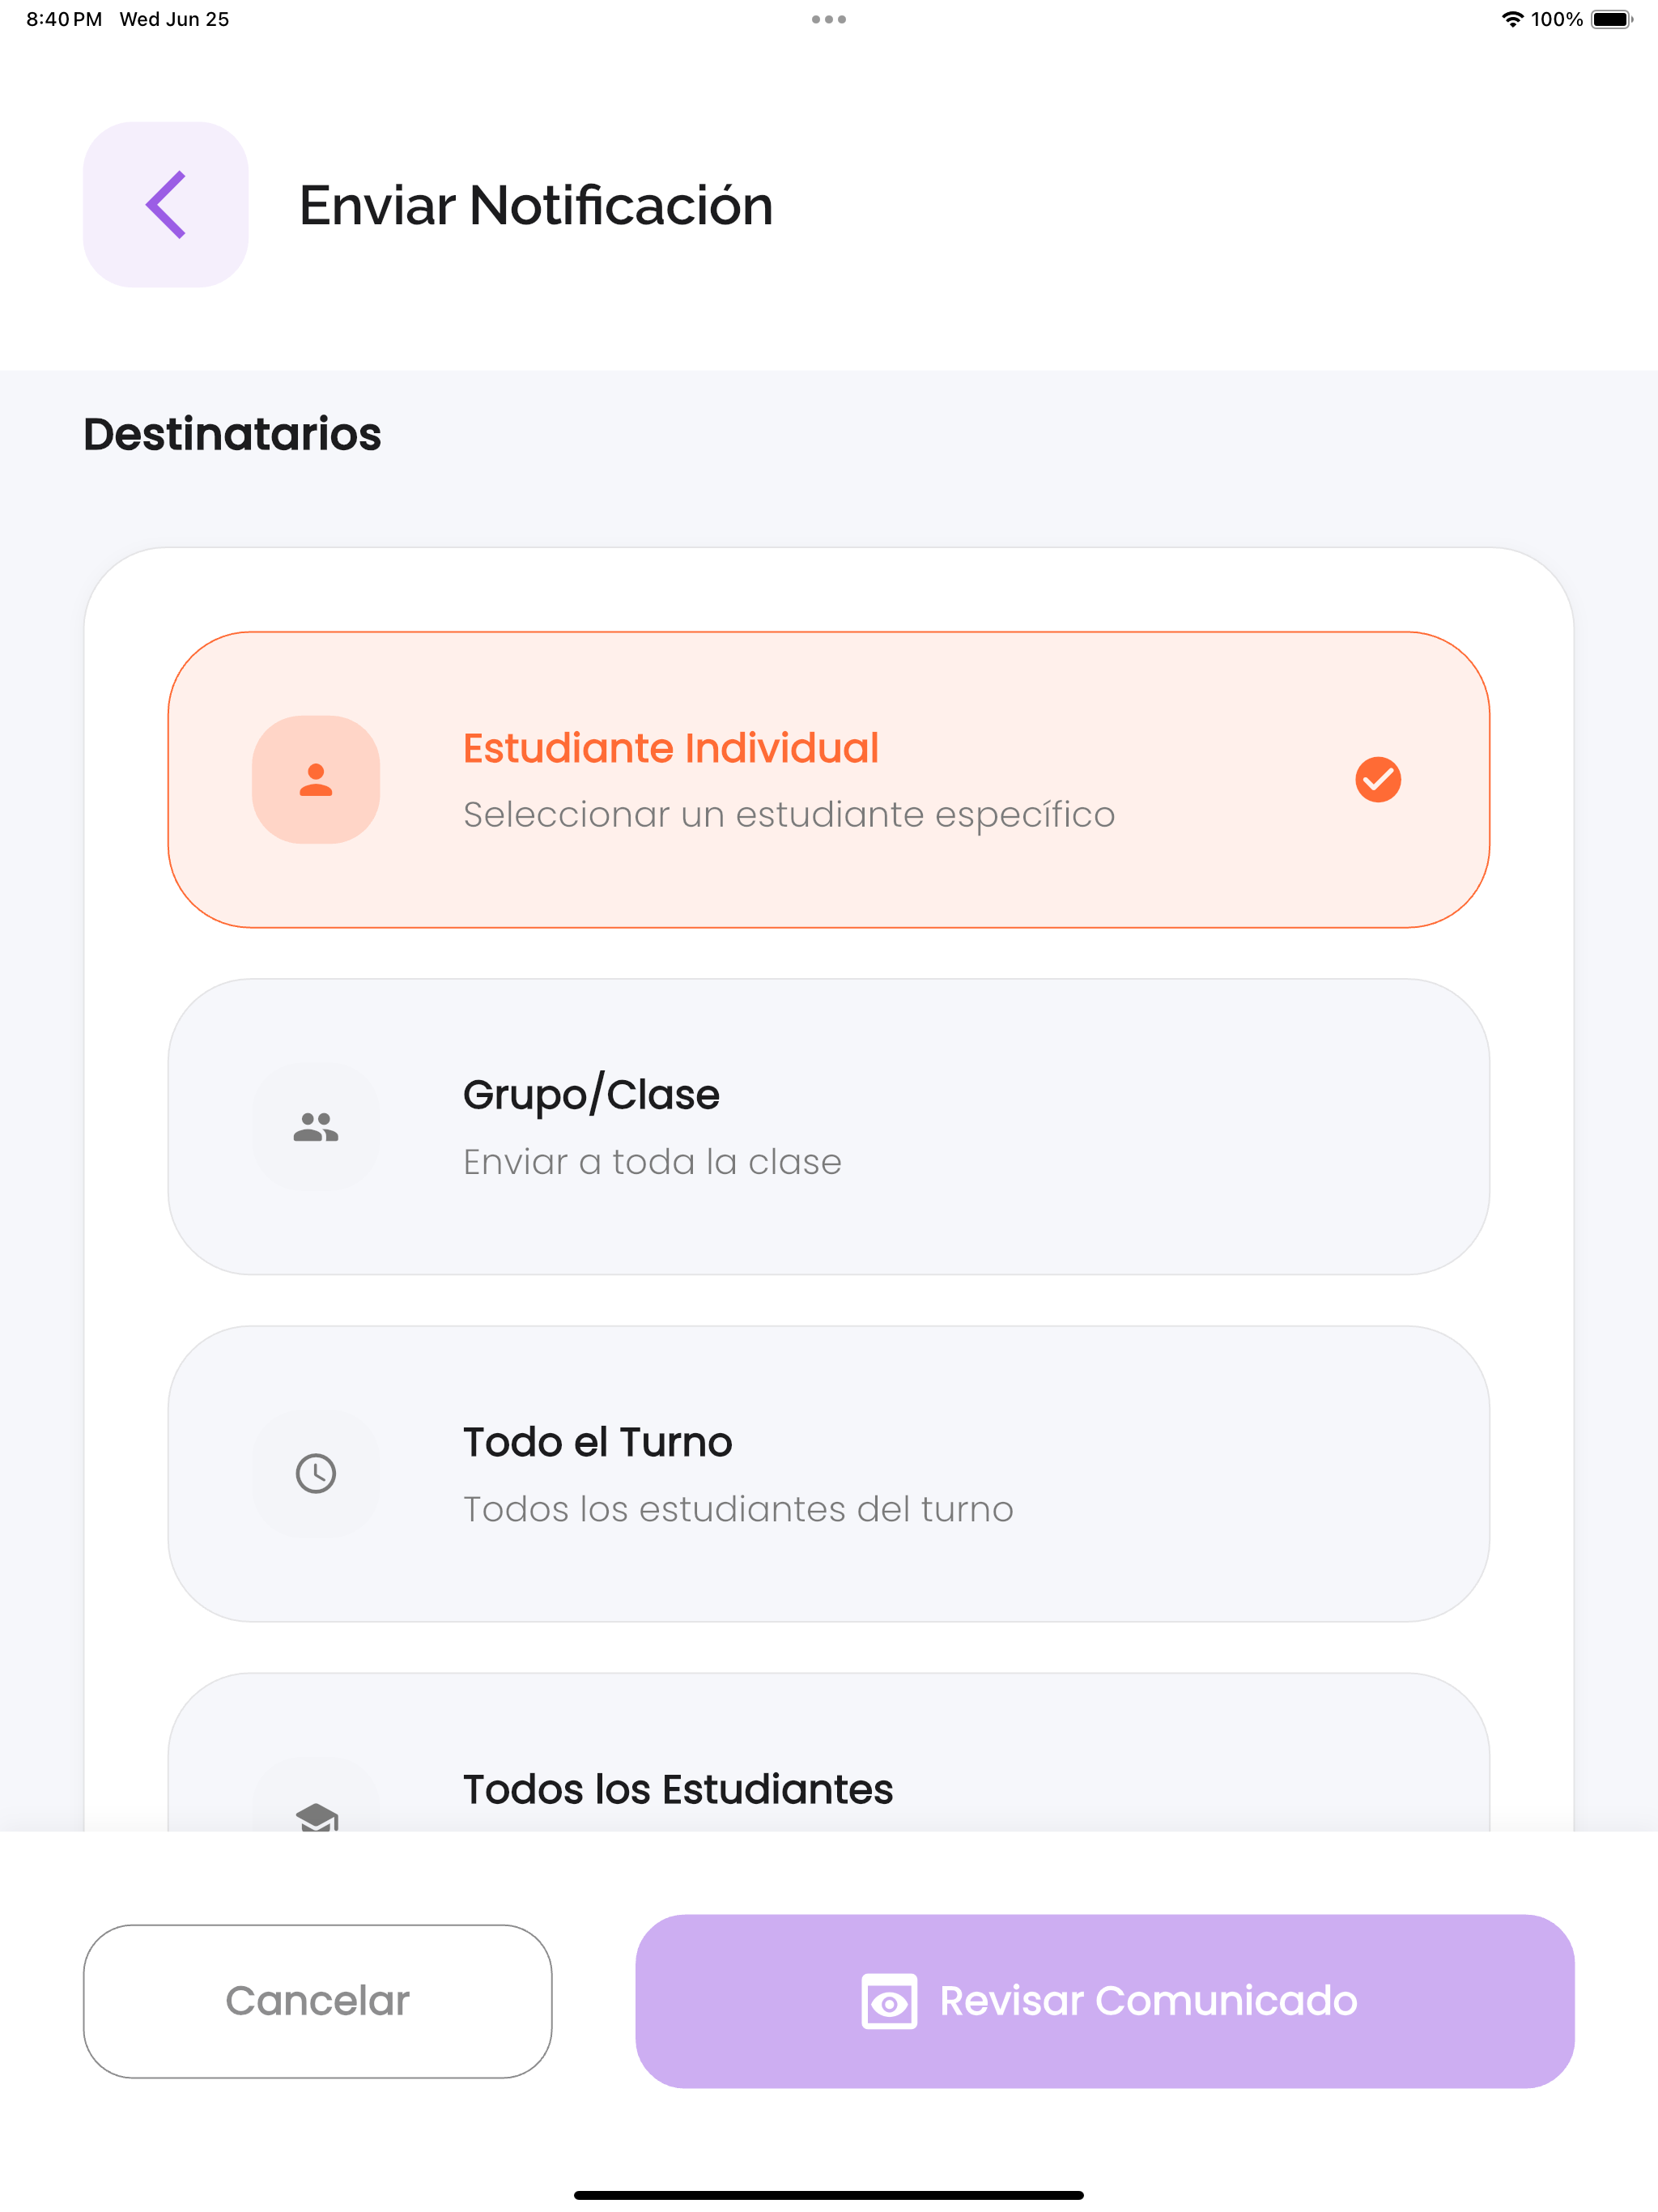 8:40 PM Wed Jun 25
100%
Enviar Notificación
Destinatarios
Estudiante Individual
Seleccionar un estudiante específico
Grupo/Clase
Enviar a toda la clase
Todo el Turno
Todos los estudiantes del turno
Todos los Estudiantes
Cancelar
Revisar Comunicado